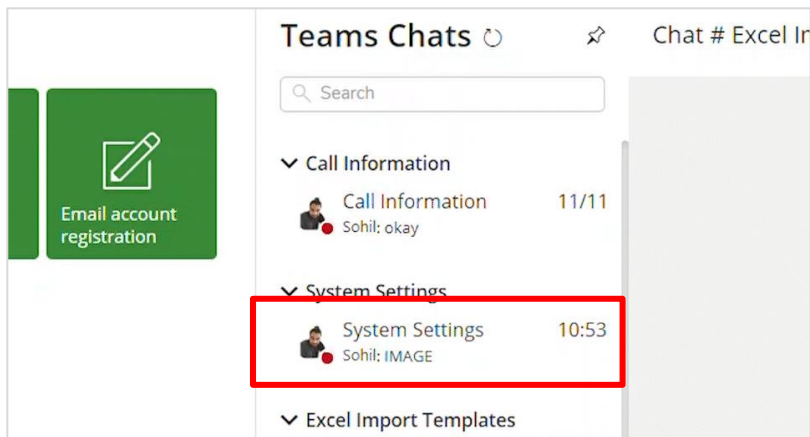 Teams Chats
Chat # Excel
Search
Email account
registration
Call Information
Call Information 11/11
Sohil: okay
System Settings
System Settings 10:53
Sohil: IMAGE
Excel Import Templates